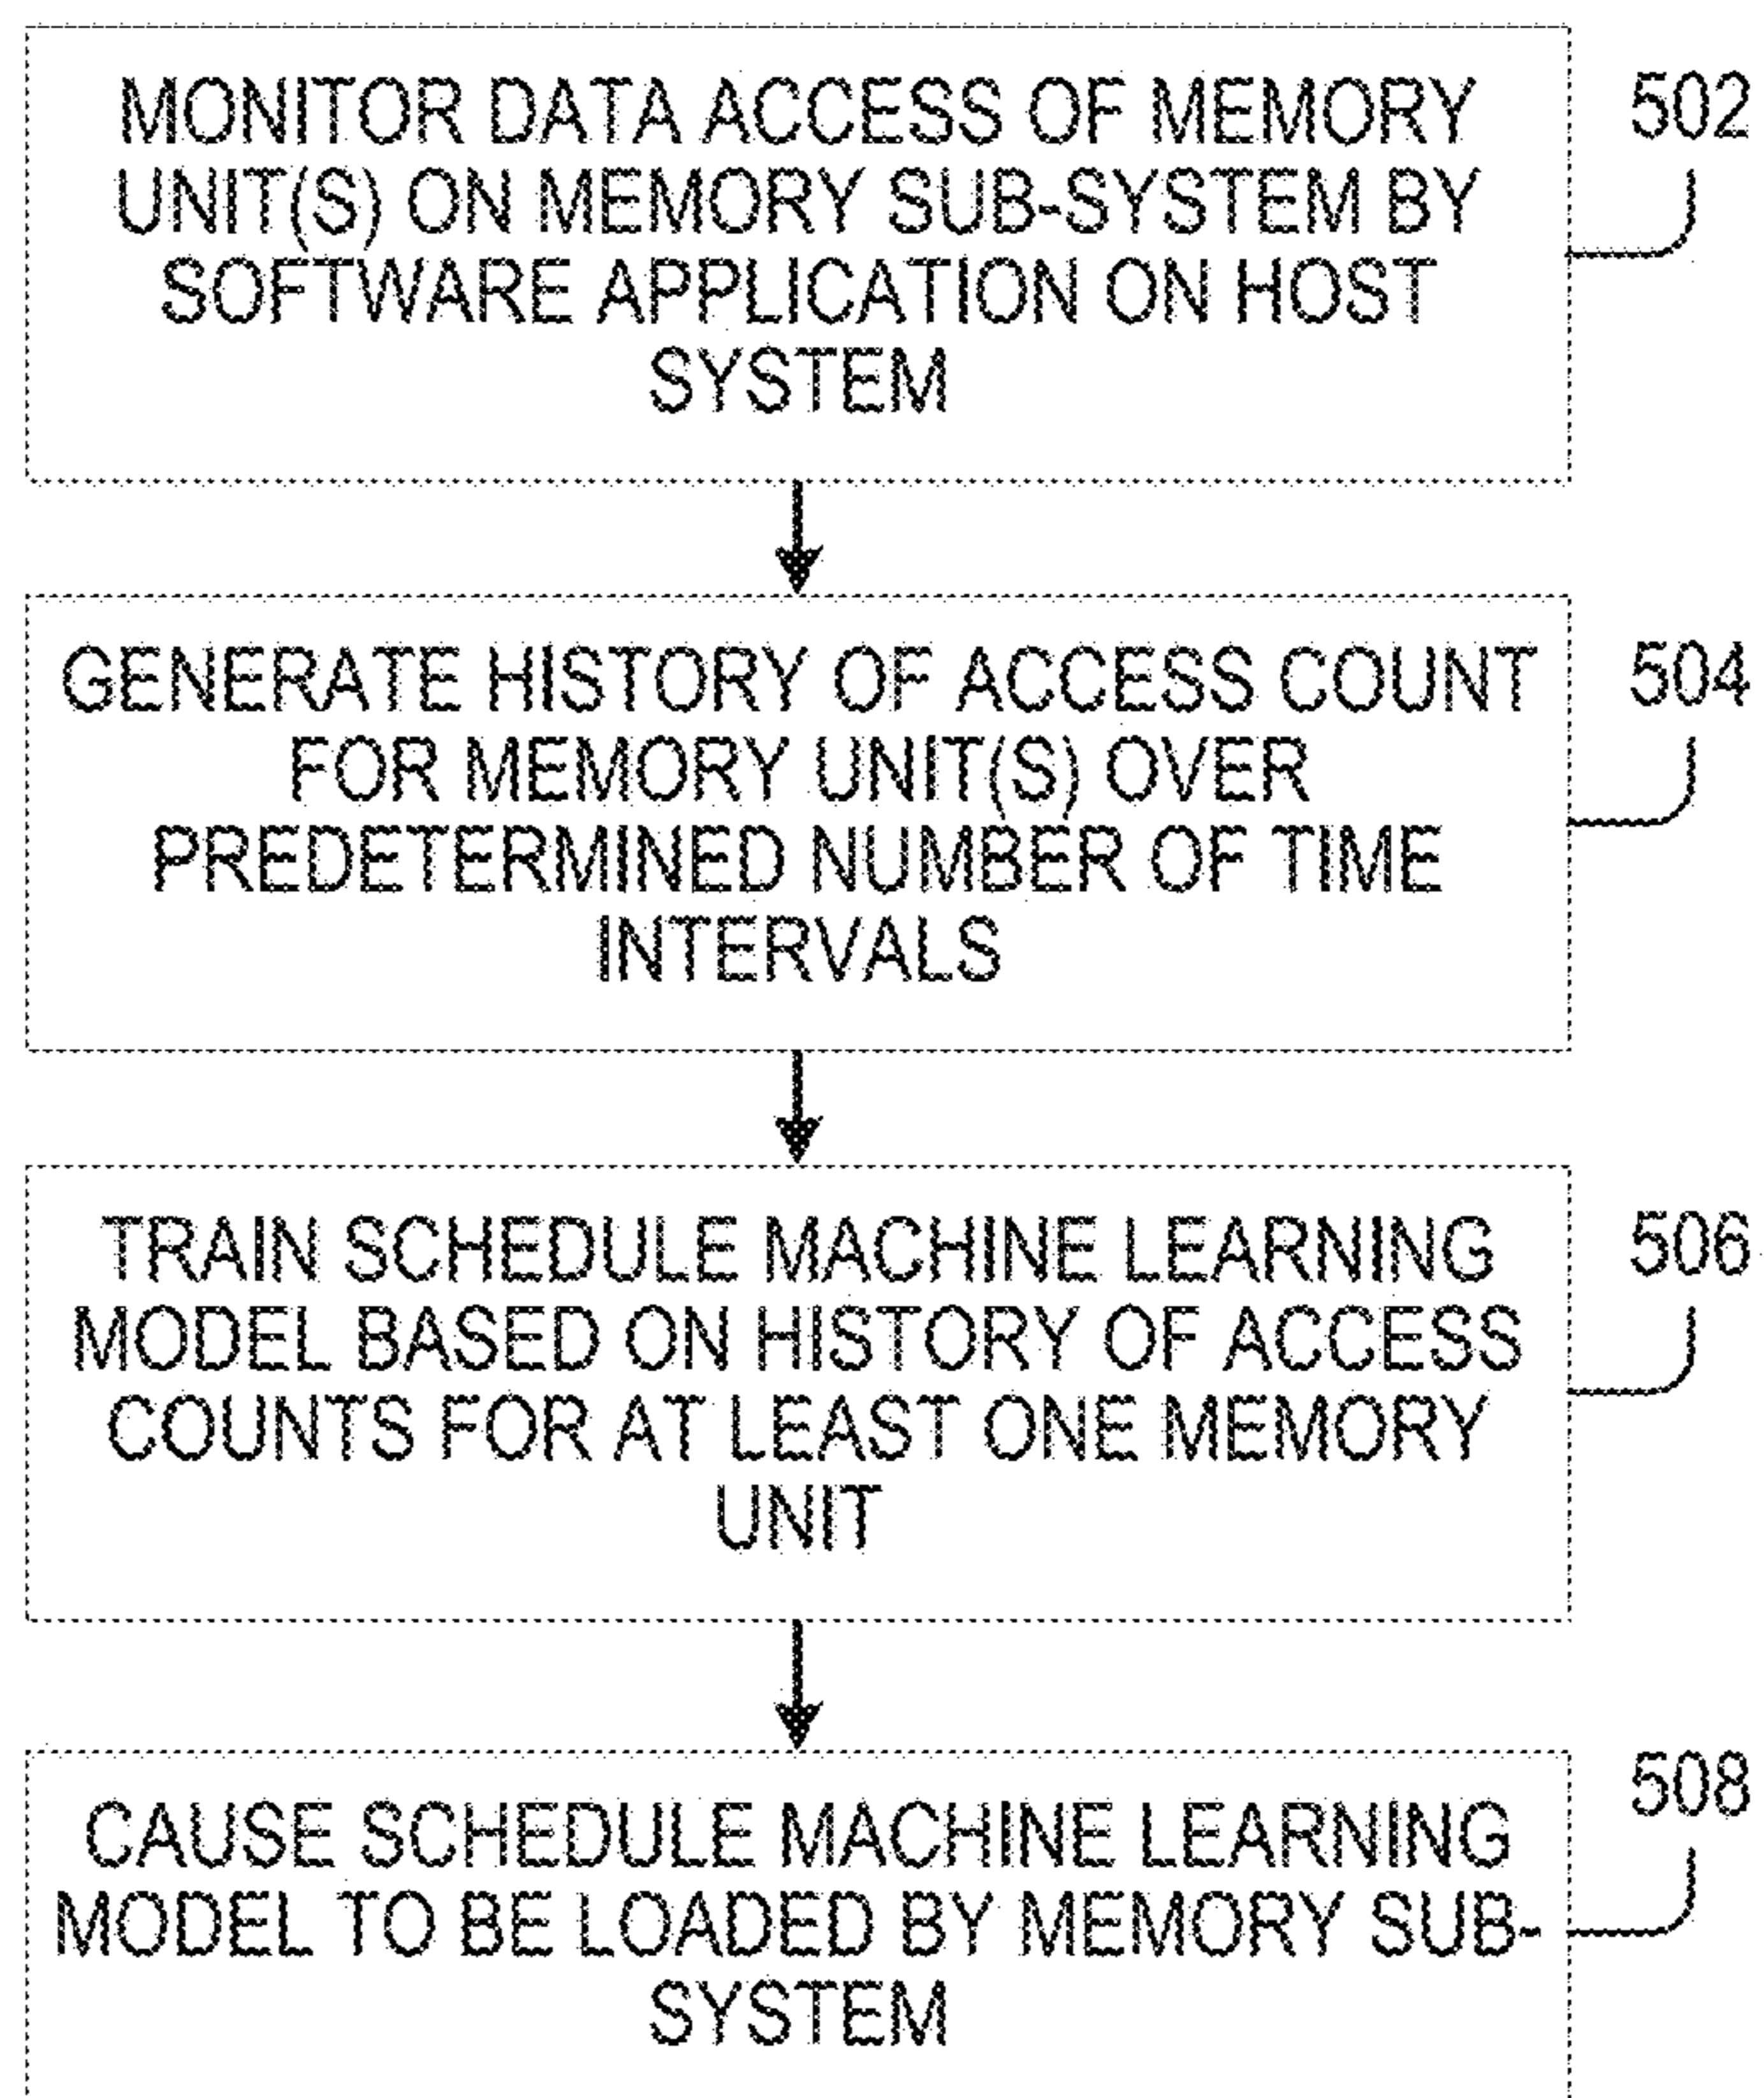 MONITOR DATA ACCESS OF MEMORY
UNIT(S) ON MEMORY SUB-SYSTEM BY
SOFTWARE APPLICATION ON HOST
SYSTEM
502
GENERATE HISTORY OF ACCESS COUNT
FOR MEMORY UNIT(S) OVER
PREDETERMINED NUMBER OF TIME
INTERVALS
504
TRAIN SCHEDULE MACHINE LEARNING
MODEL BASED ON HISTORY OF ACCESS
COUNTS FOR AT LEAST ONE MEMORY
UNIT
506
CAUSE SCHEDULE MACHINE LEARNING
MODEL TO BE LOADED BY MEMORY SUB-
SYSTEM
508